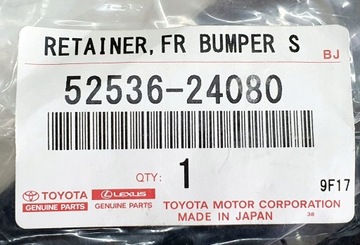 RETAINER, FR BUMPER S
BJ
52536-24080
QTY: 1
9F17
TOYOTA LEXUS TOYOTA MOTOR CORPORATION
GENUINE PARTS GENUINE PARTS MADE IN JAPAN 38